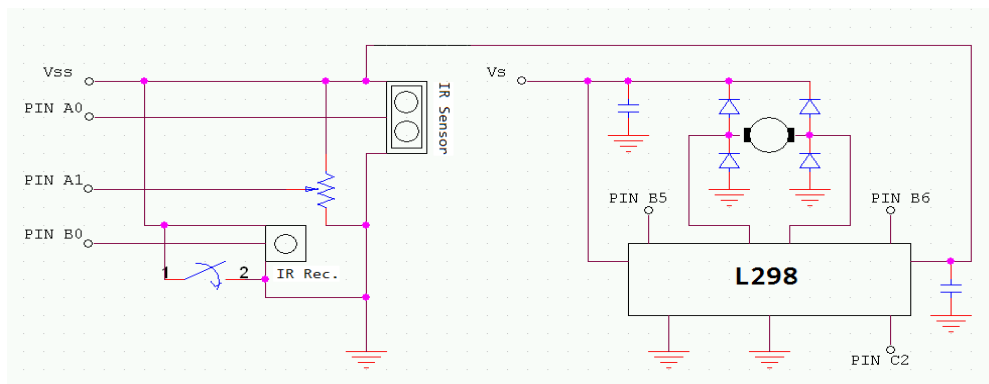 Vss
PIN A0
PIN A1
PIN B0
IR Sensor
1
2
IR Rec.
Vs
PIN B5
PIN B6
L298
PIN C2